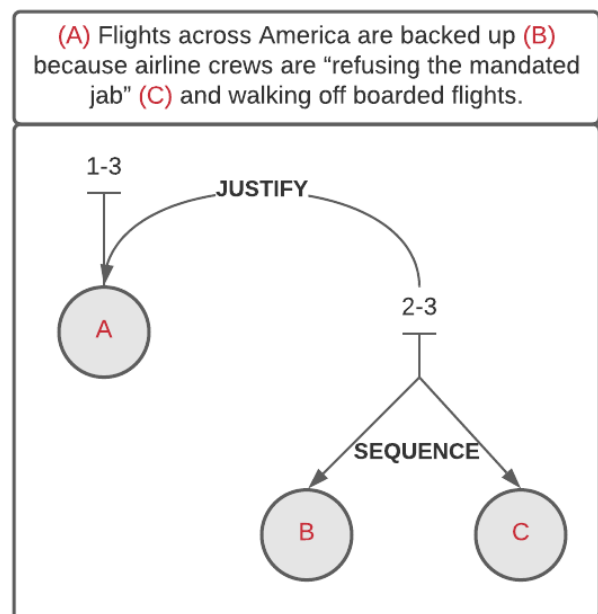 (A) Flights across America are backed up (B)
because airline crews are “refusing the mandated
jab” (C) and walking off boarded flights.
1-3
JUSTIFY
A
2-3
SEQUENCE
B
C